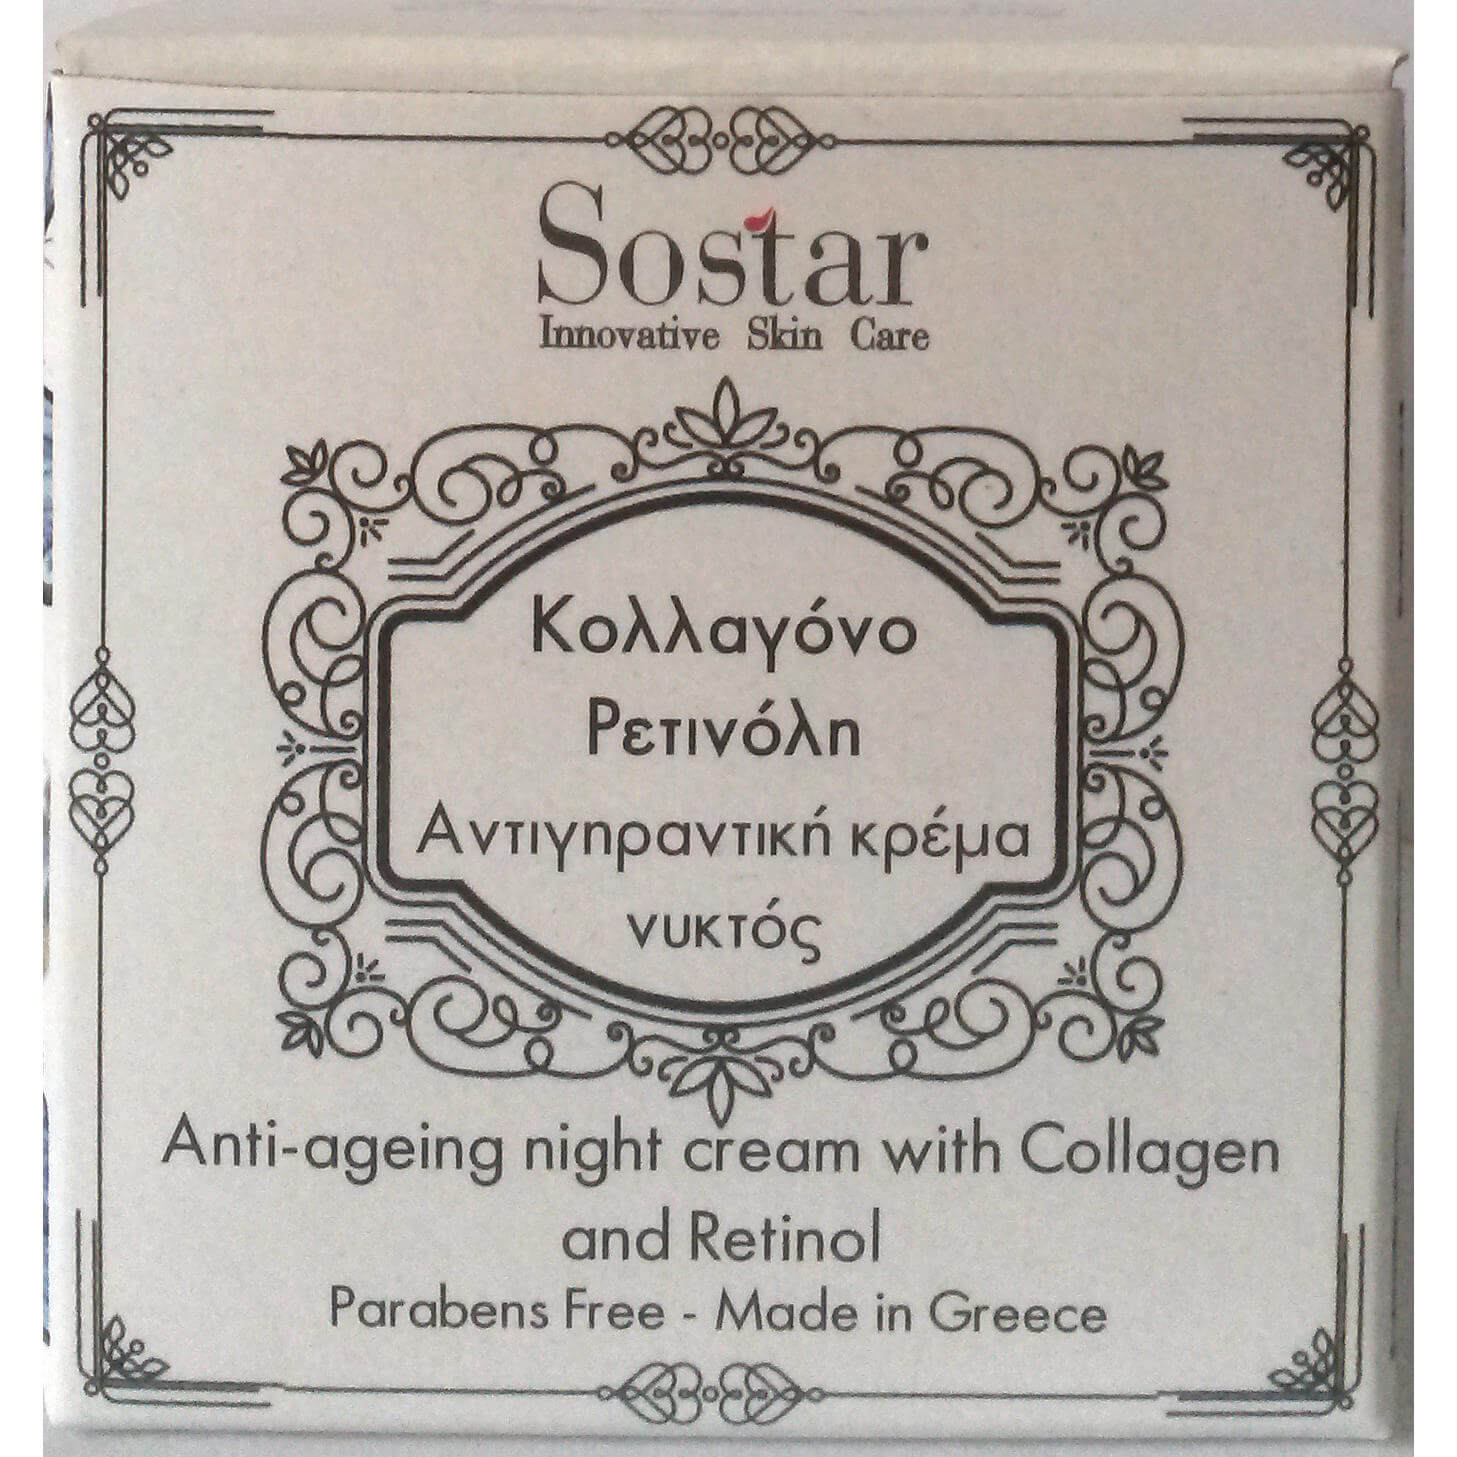 Sostar
Innovative Skin Care
Κολλαγόνο
Ρετινόλη
Αντιγηραντική κρέμα
νυκτός
Anti-ageing night cream with Collagen
and Retinol
Parabens Free - Made in Greece